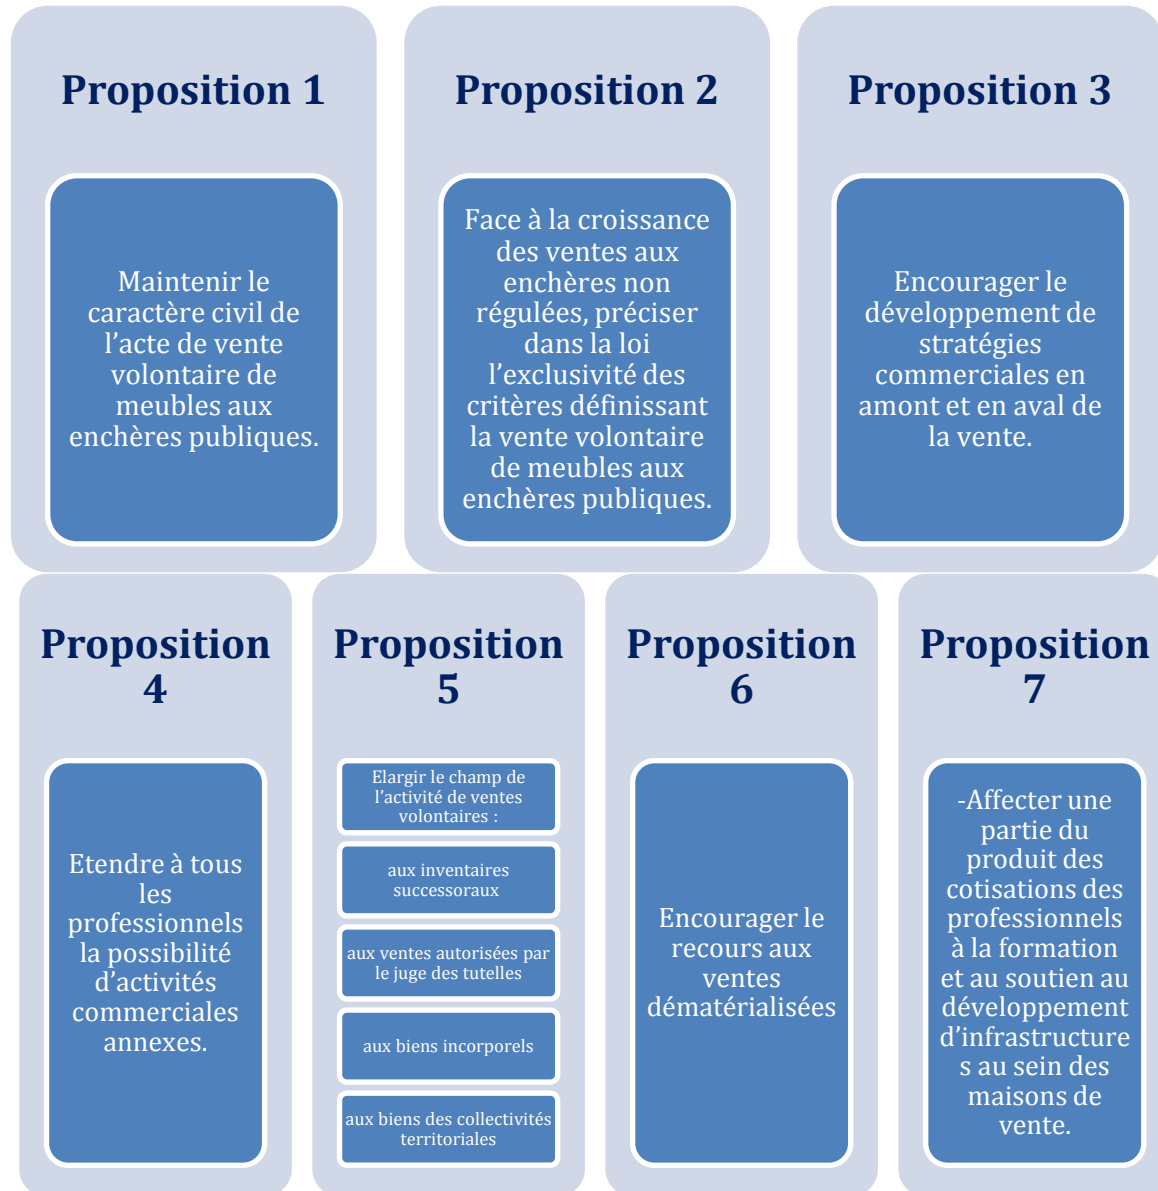 Proposition 1
Maintenir le
caractère civil de
l’acte de vente
volontaire de
meubles aux
enchères publiques.
Proposition 2
Face à la croissance
des ventes aux
enchères non
régulées, préciser
dans la loi
l’exclusivité des
critères définissant
la vente volontaire
de meubles aux
enchères publiques.
Proposition 3
Encourager le
développement de
stratégies
commerciales en
amont et en aval de
la vente.
Proposition
4
Etendre à tous
les
professionnels
la possibilité
d’activités
commerciales
annexes.
Proposition
5
Elargir le champ de
l’activité de ventes
volontaires :
aux inventaires
successoraux
aux ventes autorisées par
le juge des tutelles
aux biens incorporels
aux biens des collectivités
territoriales
Proposition
6
Encourager le
recours aux
ventes
dématérialisées
Proposition
7
-Affecter une
partie du
produit des
cotisations des
professionnels
à la formation
et au soutien au
développement
d’infrastructure
s au sein des
maisons de
vente.